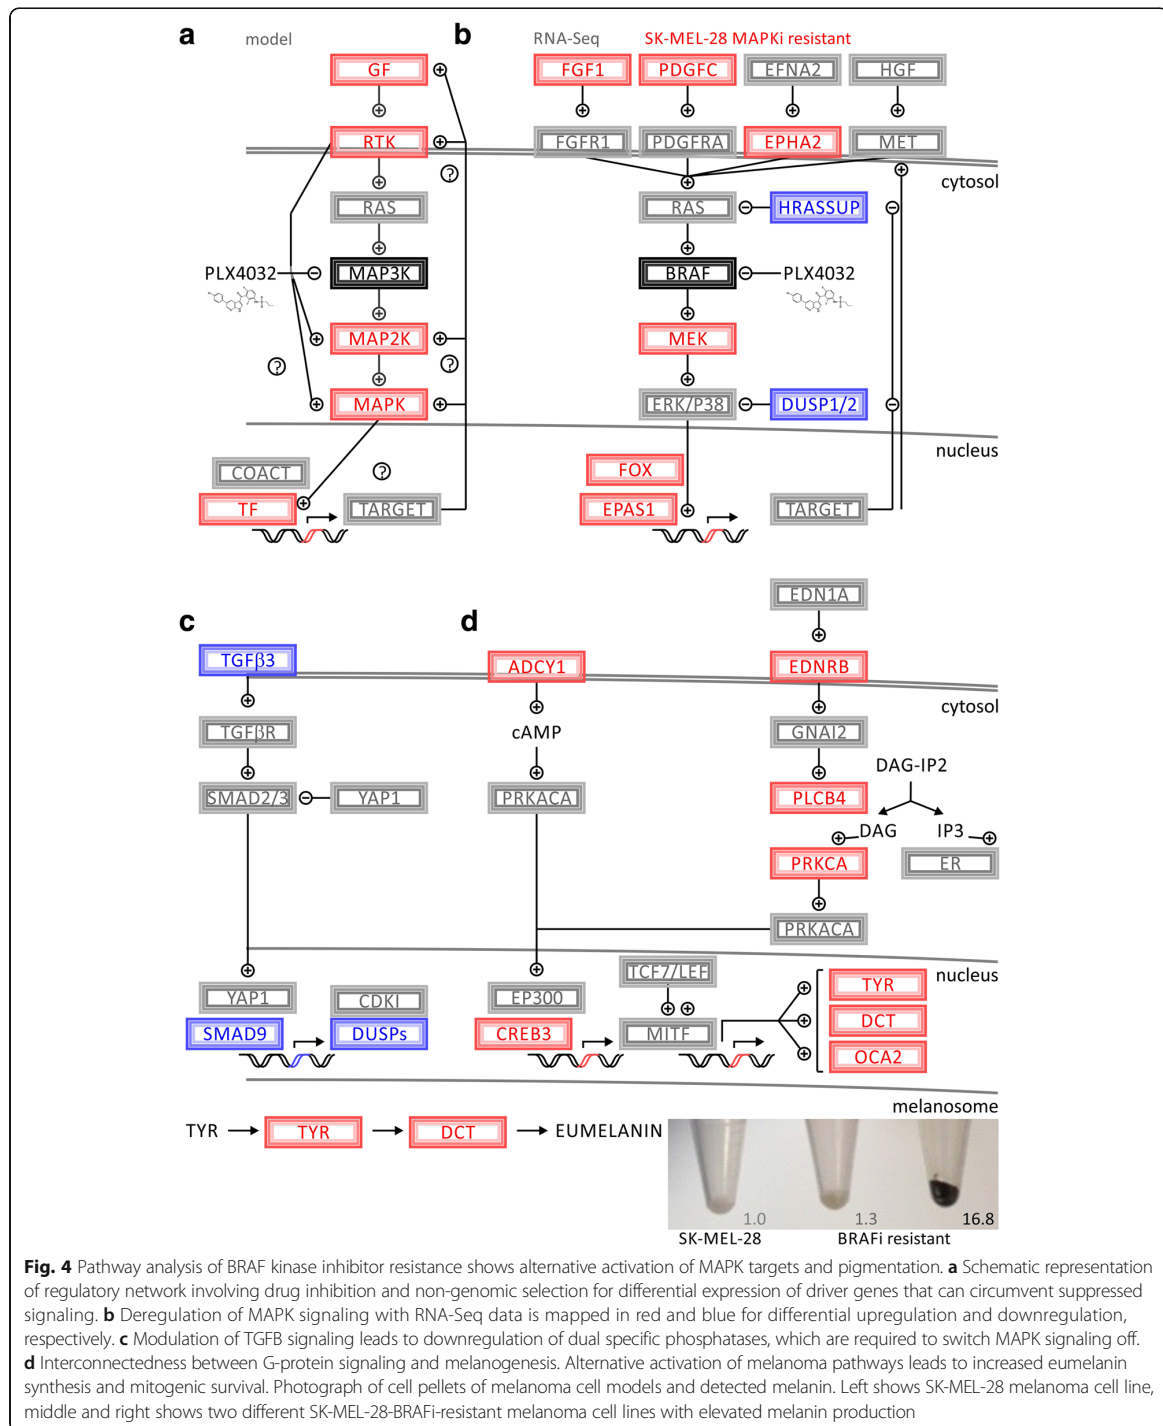 a
model
GF
RTK
RAS
PLX4032
MAP3K
MAP2K
MAPK
COACT
TF
TARGET
?
?
?
?
b
RNA-Seq
SK-MEL-28 MAPKi resistant
FGF1 PDGFC EFNA2 HGF
FGFR1 PDGFRA EPHA2 MET
cytosol
RAS HRASSUP
BRAF PLX4032
MEK
ERK/P38 DUSP1/2
nucleus
FOX
EPAS1 TARGET
c
TGFβ3
TGFβR
SMAD2/3 YAP1
YAP1 CDKI
SMAD9 DUSPs
d
EDN1A
ADCY1 EDNRB
cytosol
cAMP GNAI2
DAG-IP2
PRKACA PLCB4
DAG IP3
PRKCA ER
PRKACA
nucleus
TCF7/LEF
EP300 TYR
CREB3 MITF DCT
OCA2
melanosome
TYR TYR DCT EUMELANIN
1.0 1.3 16.8
SK-MEL-28 BRAFi resistant
Fig. 4 Pathway analysis of BRAF kinase inhibitor resistance shows alternative activation of MAPK targets and pigmentation. a Schematic representation
of regulatory network involving drug inhibition and non-genomic selection for differential expression of driver genes that can circumvent suppressed
signaling. b Deregulation of MAPK signaling with RNA-Seq data is mapped in red and blue for differential upregulation and downregulation,
respectively. c Modulation of TGFB signaling leads to downregulation of dual specific phosphatases, which are required to switch MAPK signaling off.
d Interconnectedness between G-protein signaling and melanogenesis. Alternative activation of melanoma pathways leads to increased eumelanin
synthesis and mitogenic survival. Photograph of cell pellets of melanoma cell models and detected melanin. Left shows SK-MEL-28 melanoma cell line,
middle and right shows two different SK-MEL-28-BRAFi-resistant melanoma cell lines with elevated melanin production